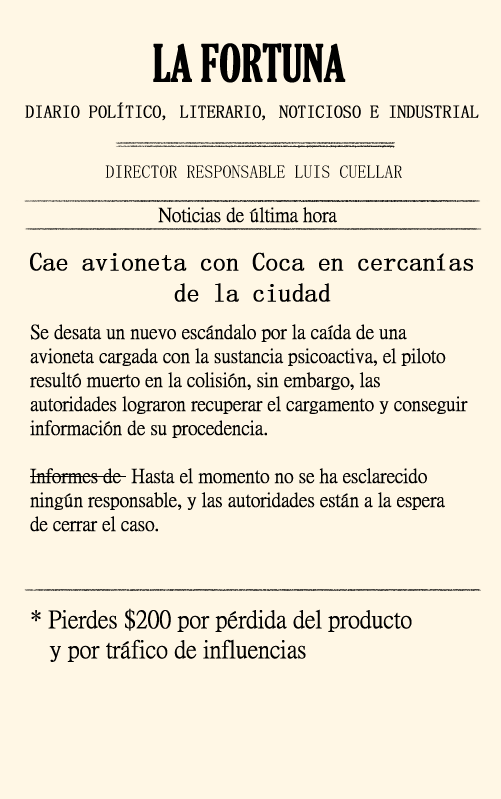 LA FORTUNA
DIARIO POLÍTICO, LITERARIO, NOTICIOSO E INDUSTRIAL
DIRECTOR RESPONSABLE LUIS CUELLAR
Noticias de última hora
Cae avioneta con Coca en cercanías
de la ciudad
Se desata un nuevo escándalo por la caída de una
avioneta cargada con la sustancia psicoactiva, el piloto
resultó muerto en la colisión, sin embargo, las
autoridades lograron recuperar el cargamento y conseguir
información de su procedencia.
Informes de Hasta el momento no se ha esclarecido
ningún responsable, y las autoridades están a la espera
de cerrar el caso.
* Pierdes $200 por pérdida del producto
y por tráfico de influencias